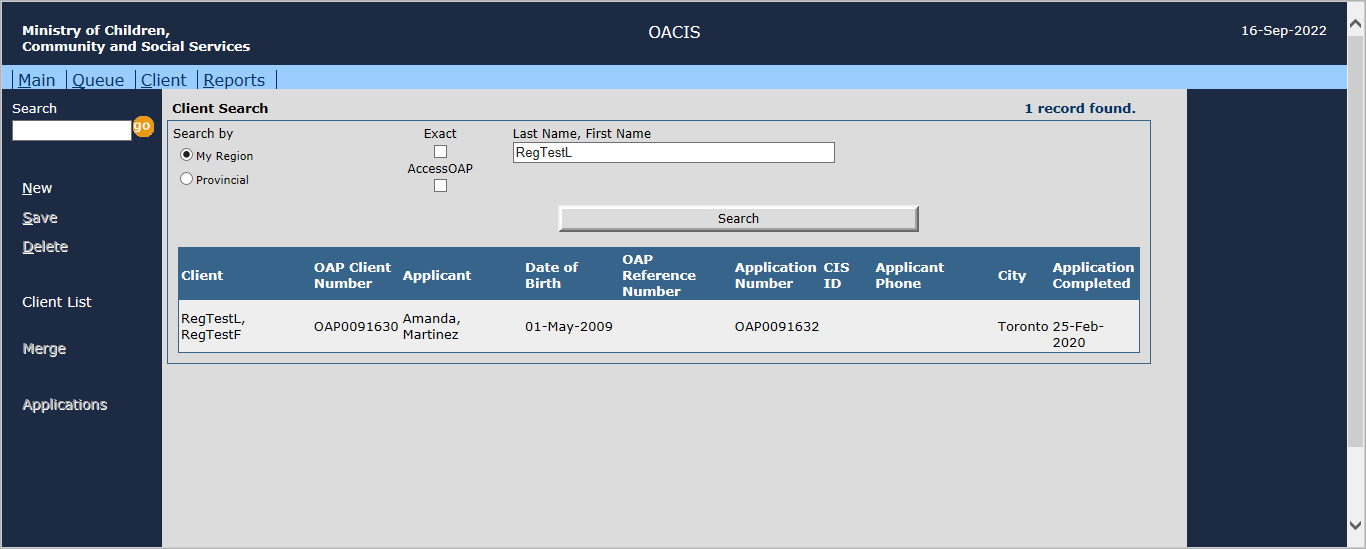 Ministry of Children,
Community and Social Services
OACIS
16-Sep-2022
Main Queue Client Reports
Search
go
New
Save
Delete
Client List
Merge
Applications
Client Search
1 record found.
Search by
My Region
Provincial
Exact
AccessOAP
Last Name, First Name
RegTestL
Search
Client
OAP Client
Number
Applicant
Date of
Birth
OAP
Reference
Number
Application
Number
CIS
ID
Applicant
Phone
City
Application
Completed
RegTestL,
RegTestF
OAP0091630
Amanda,
Martinez
01-May-2009
OAP0091632
Toronto
25-Feb-
2020